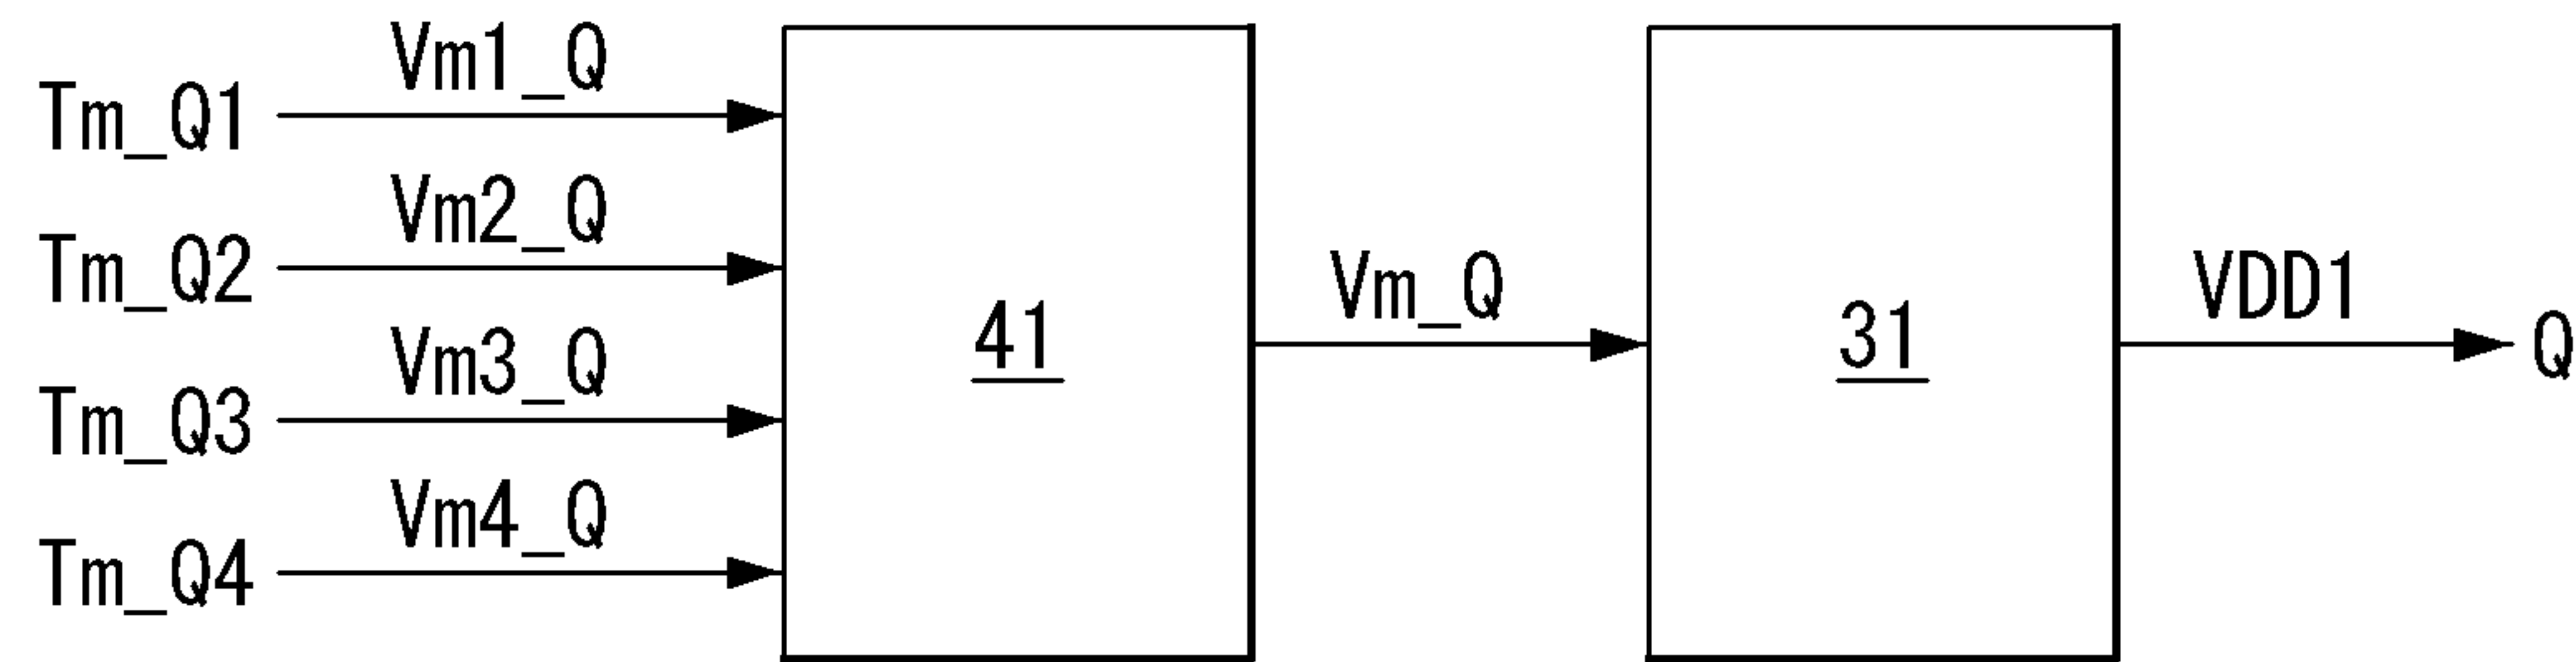 Vm1_Q
Tm_Q1
Vm2_Q
Tm_Q2
Vm3_Q
Tm_Q3
Vm4_Q
Tm_Q4
41
Vm_Q
31
VDD1
Q